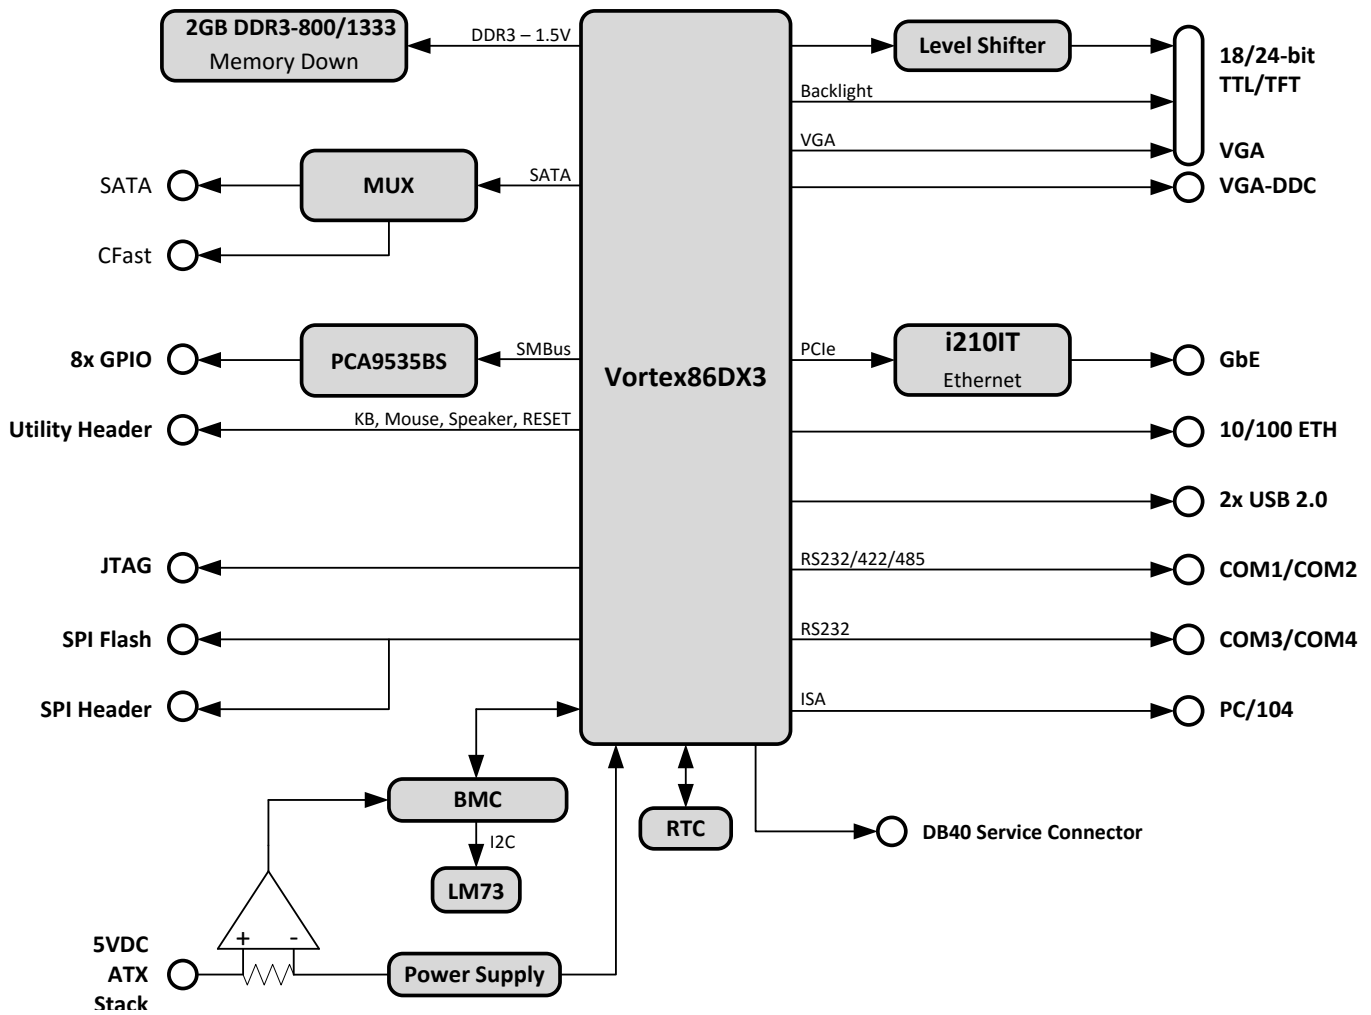 2GB DDR3-800/1333
Memory Down
DDR3 – 1.5V
Level Shifter
18/24-bit
TTL/TFT
Backlight
VGA
VGA
VGA-DDC
SATA
MUX
SATA
CFast
8x GPIO
PCA9535BS
SMBus
Vortex86DX3
PCIe
i210IT
Ethernet
GbE
Utility Header
KB, Mouse, Speaker, RESET
10/100 ETH
2x USB 2.0
JTAG
RS232/422/485
COM1/COM2
SPI Flash
RS232
COM3/COM4
SPI Header
ISA
PC/104
BMC
I2C
LM73
RTC
DB40 Service Connector
+ -
5VDC
ATX
Stack
Power Supply